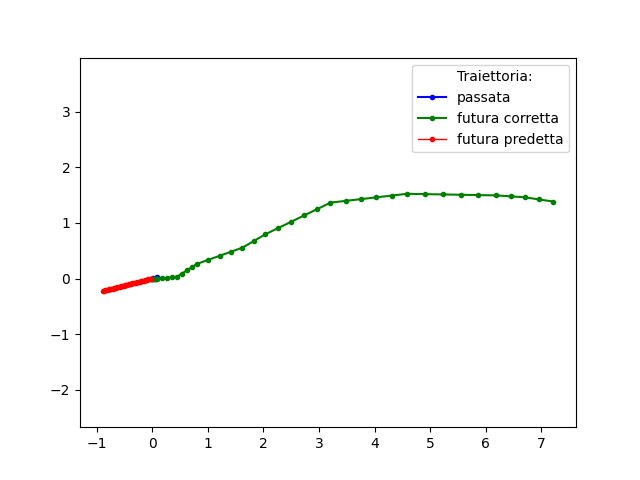 Traiettoria:
passata
futura corretta
futura predetta
3
2
1
0
−1
−2
−1 0 1 2 3 4 5 6 7